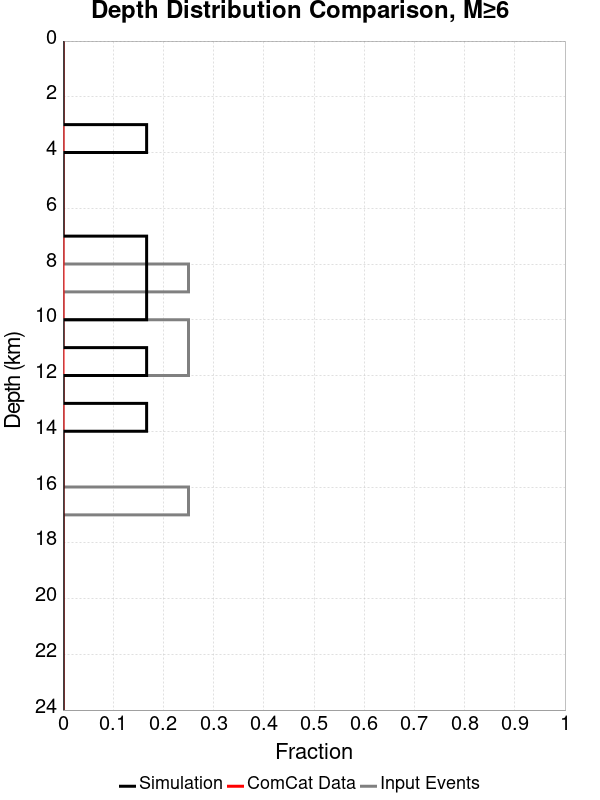 Depth Distribution Comparison, M≥6
0
2
4
6
8
10
12
14
16
18
20
22
24
Depth (km)
0 0.1 0.2 0.3 0.4 0.5 0.6 0.7 0.8 0.9 1
Fraction
Simulation ComCat Data Input Events